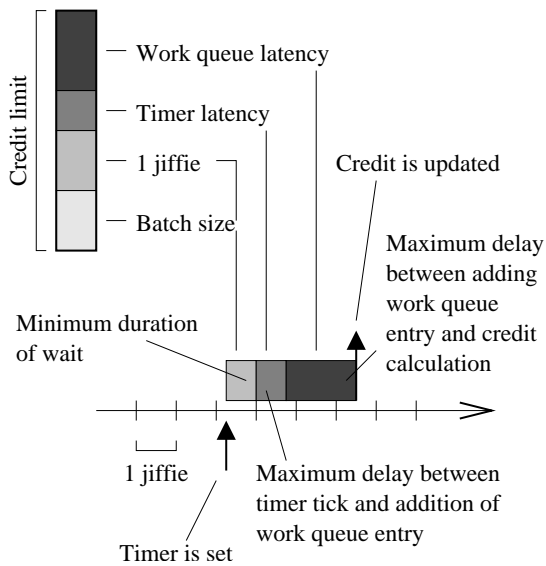 Credit limit
Work queue latency
Timer latency
1 jiffie
Batch size
Credit is updated
Maximum delay
between adding
work queue
entry and credit
calculation
Minimum duration
of wait
1 jiffie
Maximum delay between
timer tick and addition of
work queue entry
Timer is set